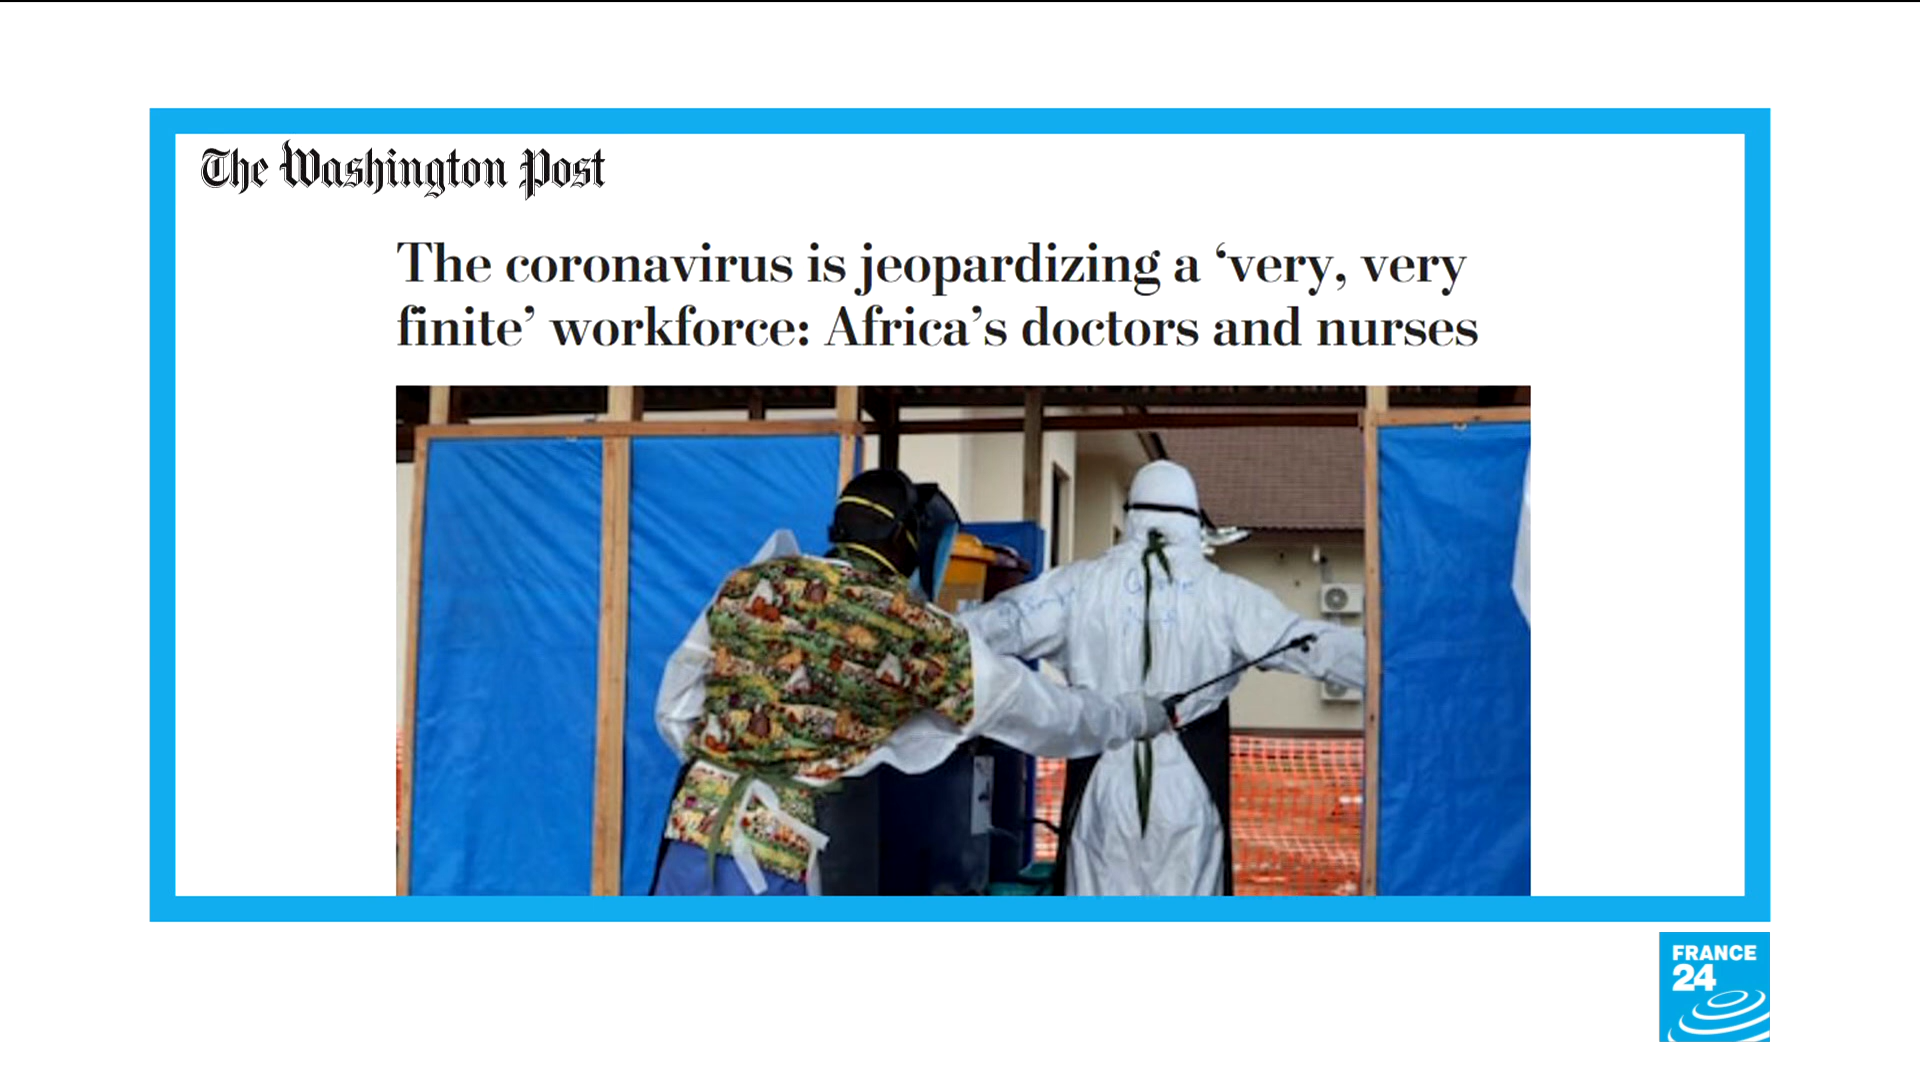 The Washington Post
The coronavirus is jeopardizing a ‘very, very
finite’ workforce: Africa’s doctors and nurses
FRANCE
24